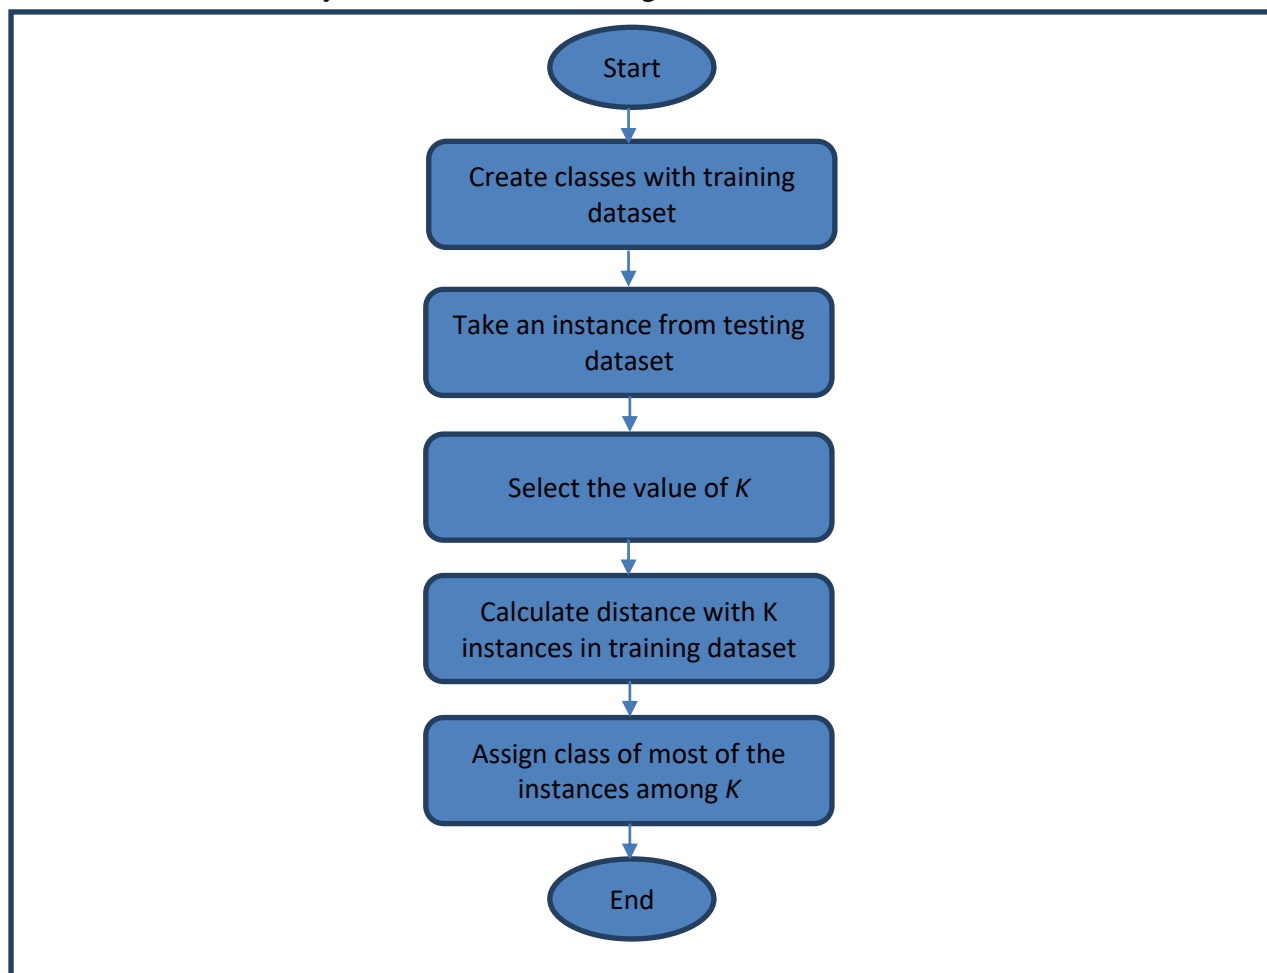 Start
Create classes with training
dataset
Take an instance from testing
dataset
Select the value of K
Calculate distance with K
instances in training dataset
Assign class of most of the
instances among K
End